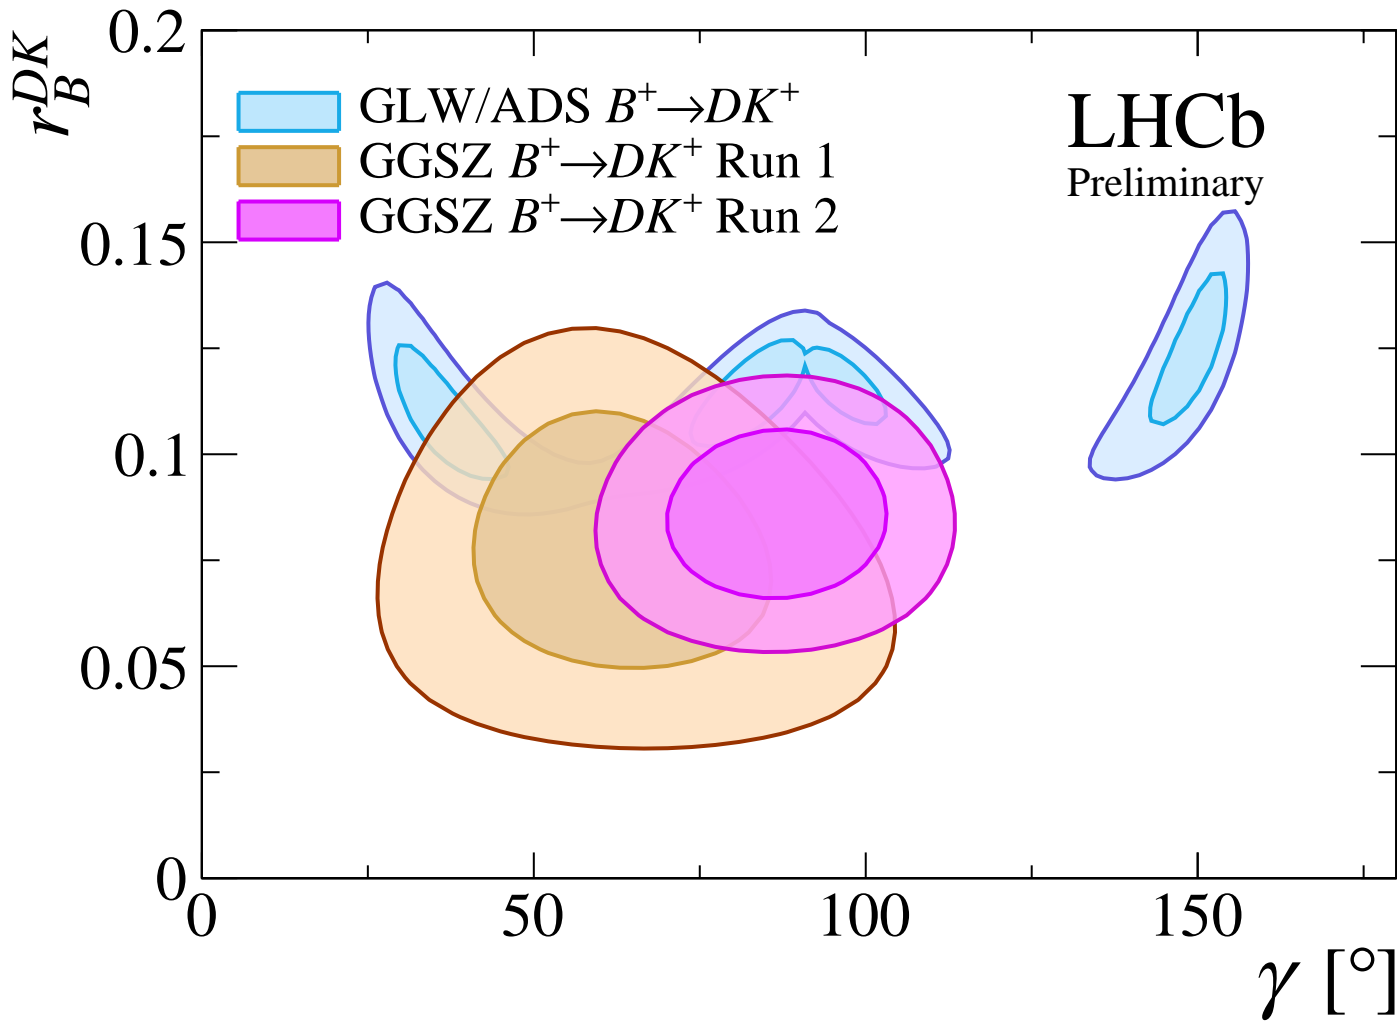 0.2
r_B^{DK}
GLW/ADS B⁺→DK⁺
GGSZ B⁺→DK⁺ Run 1
GGSZ B⁺→DK⁺ Run 2
LHCb
Preliminary
0.15
0.1
0.05
0
0 50 100 150
γ [°]